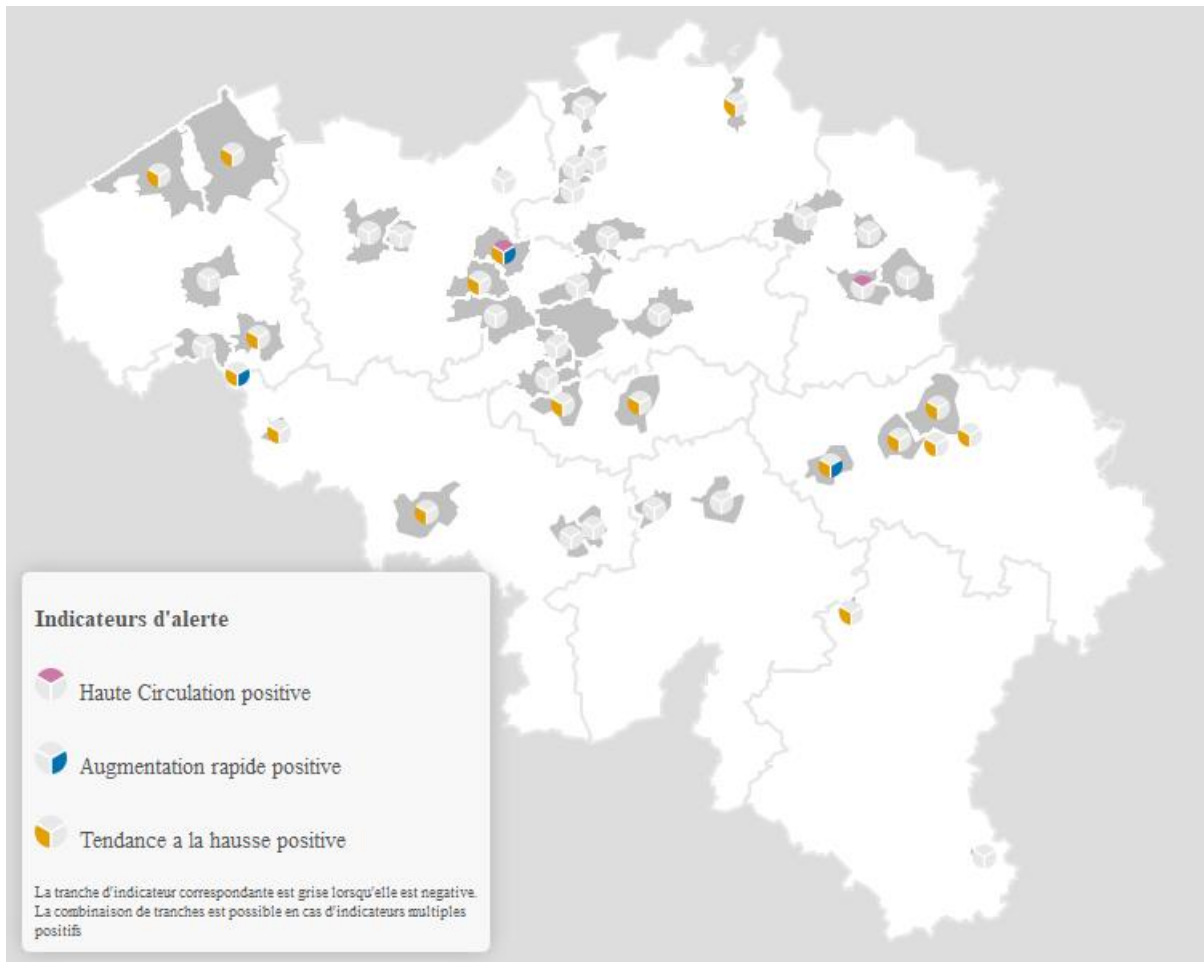 Indicateurs d'alerte
Haute Circulation positive
Augmentation rapide positive
Tendance a la hausse positive
La tranche d'indicateur correspondante est grise lorsqu'elle est negative.
La combinaison de tranches est possible en cas d'indicateurs multiples
positifs